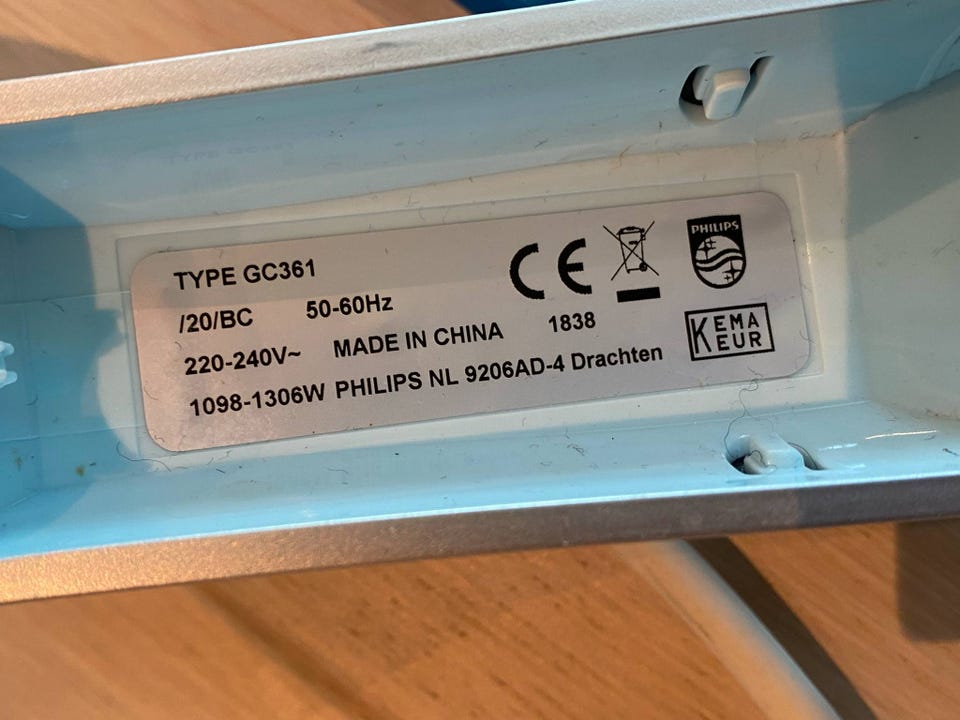 TYPE GC361
/20/BC 50-60Hz
220-240V~ MADE IN CHINA 1838
1098-1306W PHILIPS NL 9206AD-4 Drachten
CE
PHILIPS
KEMA
KEUR